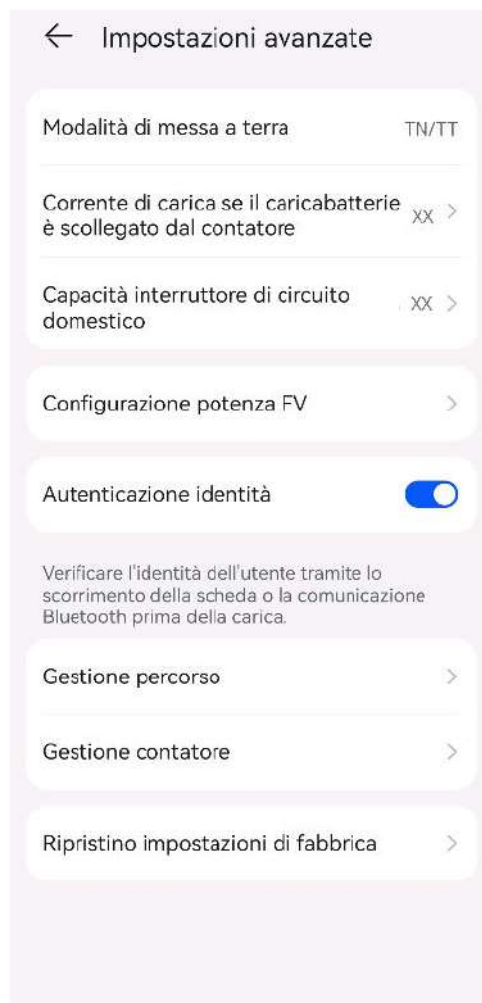 Impostazioni avanzate
Modalità di messa a terra TN/TT
Corrente di carica se il caricabatterie
è scollegato dal contatore XX
Capacità interruttore di circuito
domestico XX
Configurazione potenza FV
Autenticazione identità
Verificare l'identità dell'utente tramite lo
scorrimento della scheda o la comunicazione
Bluetooth prima della carica.
Gestione percorso
Gestione contatore
Ripristino impostazioni di fabbrica